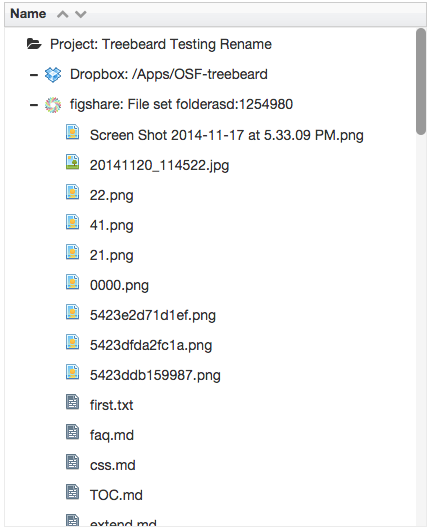 Name
Project: Treebeard Testing Rename
Dropbox: /Apps/OSF-treebeard
figshare: File set folderasd:1254980
Screen Shot 2014-11-17 at 5.33.09 PM.png
20141120_114522.jpg
22.png
41.png
21.png
0000.png
5423e2d71d1ef.png
5423dfda2fc1a.png
5423ddb159987.png
first.txt
faq.md
css.md
TOC.md
extend.md